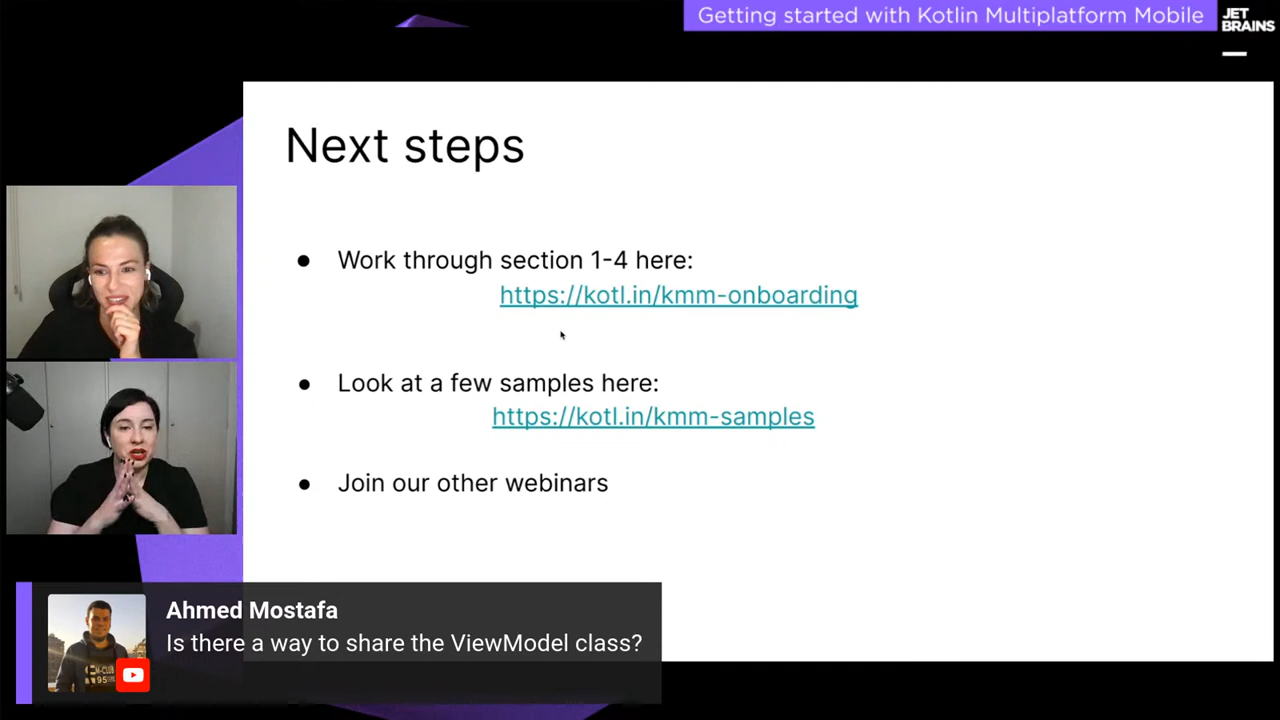 Getting started with Kotlin Multiplatform Mobile
JET
BRAINS
Next steps
● Work through section 1-4 here:
https://kotl.in/kmm-onboarding
● Look at a few samples here:
https://kotl.in/kmm-samples
● Join our other webinars
Ahmed Mostafa
Is there a way to share the ViewModel class?